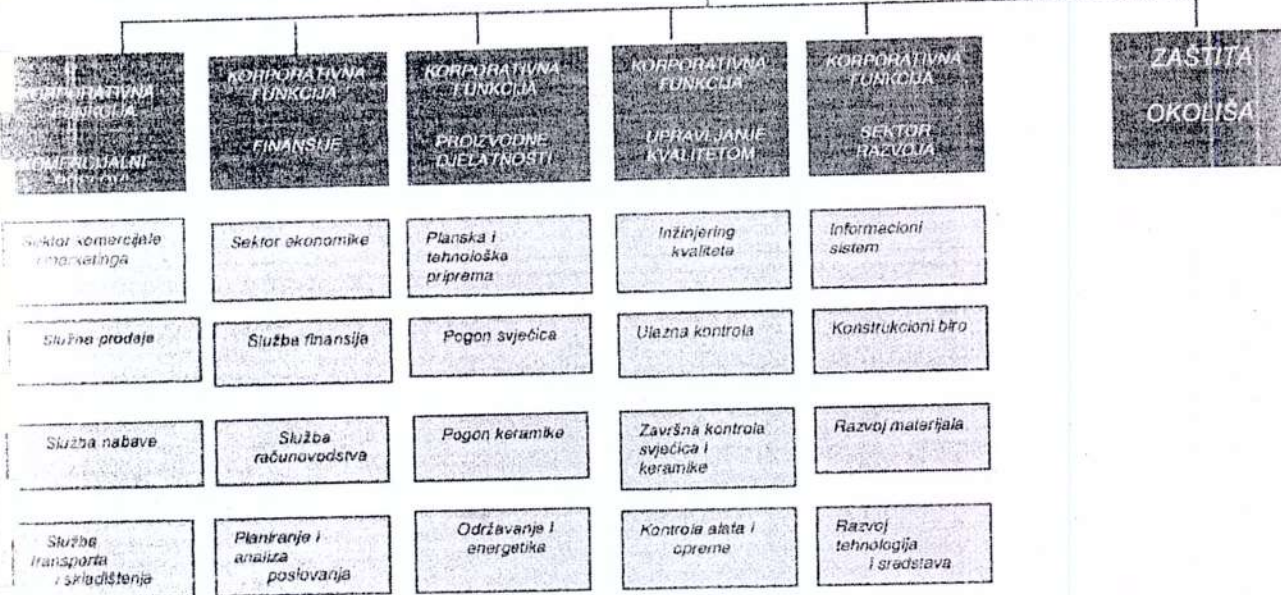 KORPORATIVNA
FUNKCIJA
KOMERCIJALNI
KORPORATIVNA
FUNKCIJA
FINANSIJE
KORPORATIVNA
FUNKCIJA
PROIZVODNE
DJELATNOSTI
KORPORATIVNA
FUNKCIJA
UPRAVLJANJE
KVALITETOM
KORPORATIVNA
FUNKCIJA
SEKTOR
RAZVOJA
ZAŠTITA
OKOLIŠA
Sektor komercijale
i marketinga
Sektor ekonomike
Planska i
tehnološka
priprema
Inžinjering
kvaliteta
Informacioni
sistem
Služba prodaje
Služba finansija
Pogon svjećica
Ulazna kontrola
Konstrukcioni biro
Služba nabave
Služba
računovodstva
Pogon keramike
Završna kontrola
svjećica i
keramike
Razvoj materijala
Služba
transporta
i skladištenja
Planiranje i
analiza
poslovanja
Održavanje i
energetika
Kontrola alata i
opreme
Razvoj
tehnologija
i sredstava